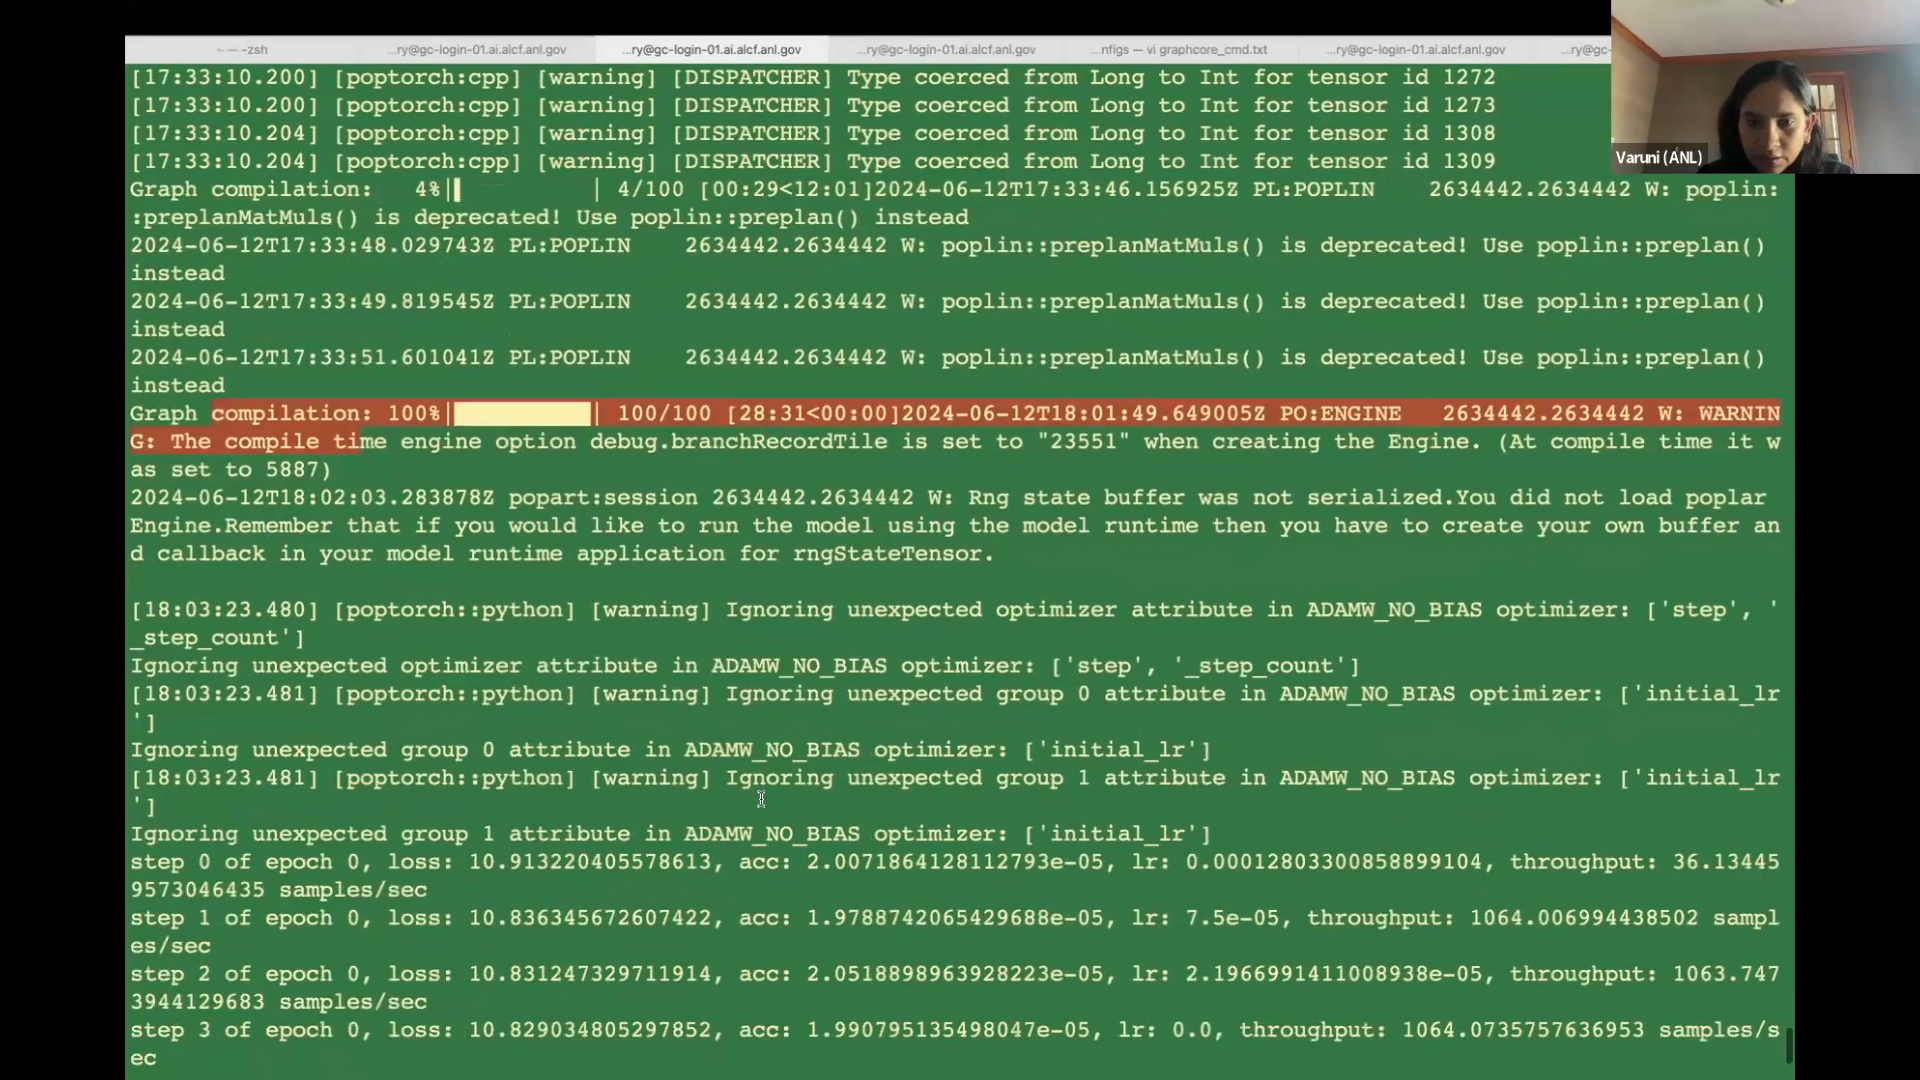 ~ — -zsh
...ry@gc-login-01.ai.alcf.anl.gov
...ry@gc-login-01.ai.alcf.anl.gov
...ry@gc-login-01.ai.alcf.anl.gov
...nfigs — vi graphcore_cmd.txt
...ry@gc-login-01.ai.alcf.anl.gov
...ry@gc-
Varuni (ANL)
[17:33:10.200] [poptorch:cpp] [warning] [DISPATCHER] Type coerced from Long to Int for tensor id 1272
[17:33:10.200] [poptorch:cpp] [warning] [DISPATCHER] Type coerced from Long to Int for tensor id 1273
[17:33:10.204] [poptorch:cpp] [warning] [DISPATCHER] Type coerced from Long to Int for tensor id 1308
[17:33:10.204] [poptorch:cpp] [warning] [DISPATCHER] Type coerced from Long to Int for tensor id 1309
Graph compilation:   4%|          | 4/100 [00:29<12:01]2024-06-12T17:33:46.156925Z PL:POPLIN    2634442.2634442 W: poplin:
:preplanMatMuls() is deprecated! Use poplin::preplan() instead
2024-06-12T17:33:48.029743Z PL:POPLIN    2634442.2634442 W: poplin::preplanMatMuls() is deprecated! Use poplin::preplan()
instead
2024-06-12T17:33:49.819545Z PL:POPLIN    2634442.2634442 W: poplin::preplanMatMuls() is deprecated! Use poplin::preplan()
instead
2024-06-12T17:33:51.601041Z PL:POPLIN    2634442.2634442 W: poplin::preplanMatMuls() is deprecated! Use poplin::preplan()
instead
Graph compilation: 100%|          | 100/100 [28:31<00:00]2024-06-12T18:01:49.649005Z PO:ENGINE   2634442.2634442 W: WARNIN
G: The compile time engine option debug.branchRecordTile is set to "23551" when creating the Engine. (At compile time it w
as set to 5887)
2024-06-12T18:02:03.283878Z popart:session 2634442.2634442 W: Rng state buffer was not serialized.You did not load poplar
Engine.Remember that if you would like to run the model using the model runtime then you have to create your own buffer an
d callback in your model runtime application for rngStateTensor.
[18:03:23.480] [poptorch::python] [warning] Ignoring unexpected optimizer attribute in ADAMW_NO_BIAS optimizer: ['step', '
_step_count']
Ignoring unexpected optimizer attribute in ADAMW_NO_BIAS optimizer: ['step', '_step_count']
[18:03:23.481] [poptorch::python] [warning] Ignoring unexpected group 0 attribute in ADAMW_NO_BIAS optimizer: ['initial_lr
']
Ignoring unexpected group 0 attribute in ADAMW_NO_BIAS optimizer: ['initial_lr']
[18:03:23.481] [poptorch::python] [warning] Ignoring unexpected group 1 attribute in ADAMW_NO_BIAS optimizer: ['initial_lr
']
Ignoring unexpected group 1 attribute in ADAMW_NO_BIAS optimizer: ['initial_lr']
step 0 of epoch 0, loss: 10.913220405578613, acc: 2.0071864128112793e-05, lr: 0.00012803300858899104, throughput: 36.13445
9573046435 samples/sec
step 1 of epoch 0, loss: 10.836345672607422, acc: 1.9788742065429688e-05, lr: 7.5e-05, throughput: 1064.006994438502 sampl
es/sec
step 2 of epoch 0, loss: 10.831247329711914, acc: 2.0518898963928223e-05, lr: 2.1966991411008938e-05, throughput: 1063.747
3944129683 samples/sec
step 3 of epoch 0, loss: 10.829034805297852, acc: 1.990795135498047e-05, lr: 0.0, throughput: 1064.0735757636953 samples/s
ec